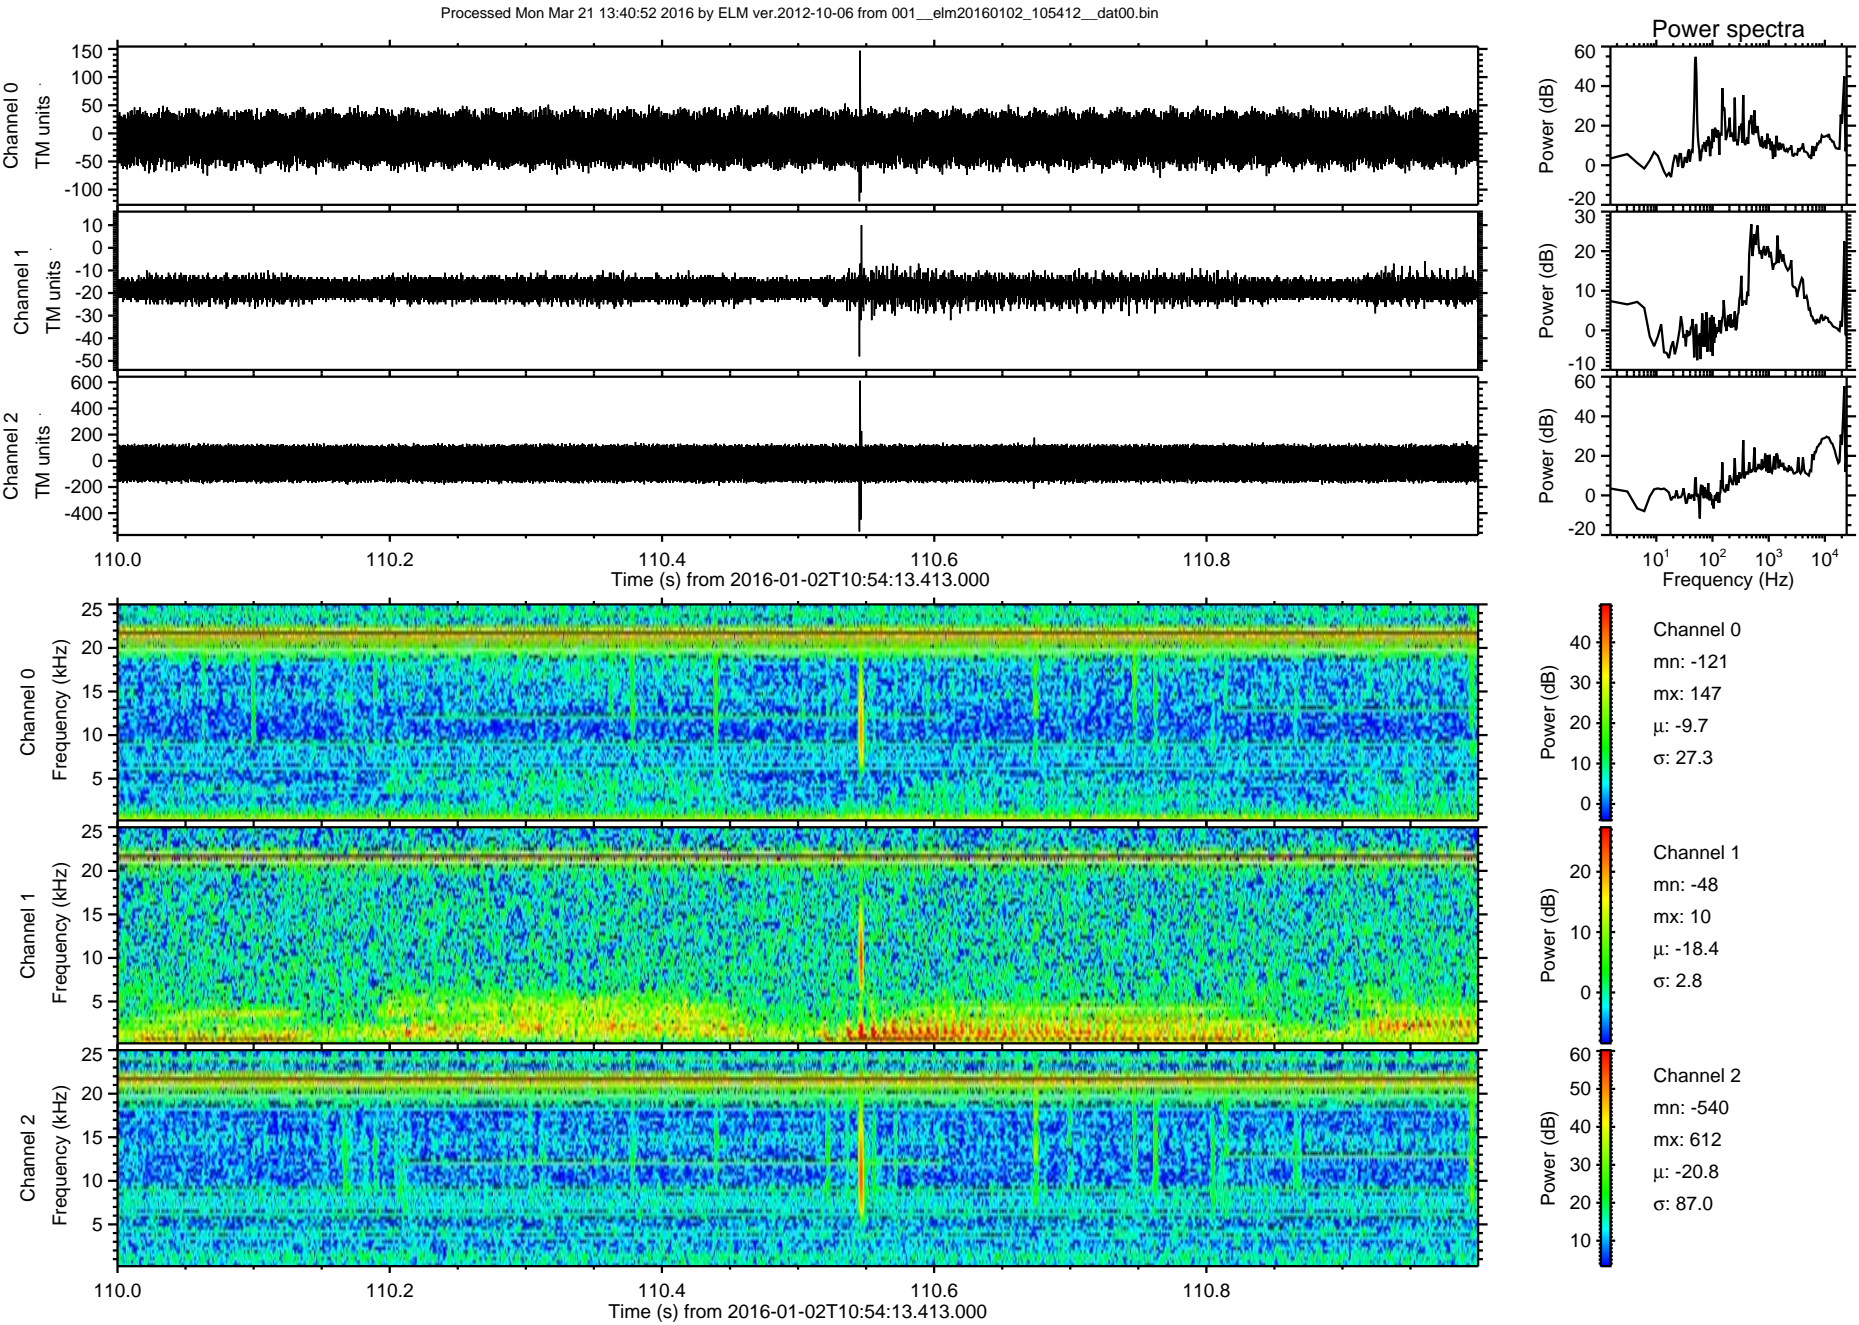 Processed Mon Mar 21 13:40:52 2016 by ELM ver.2012-10-06 from 001__elm20160102_105412__dat00.bin
Power spectra
Channel 0
TM units
150
100
50
0
-50
-100
Power (dB)
60
40
20
0
-20
Channel 1
TM units
10
0
-10
-20
-30
-40
-50
Power (dB)
30
20
10
0
-10
Channel 2
TM units
600
400
200
0
-200
-400
Power (dB)
60
40
20
0
-20
110.0 110.2 110.4 110.6 110.8
Time (s) from 2016-01-02T10:54:13.413.000
10¹ 10² 10³ 10⁴
Frequency (Hz)
Channel 0
Frequency (kHz)
25
20
15
10
5
Power (dB)
40
30
20
10
0
Channel 0
mn: -121
mx: 147
μ: -9.7
σ: 27.3
Channel 1
Frequency (kHz)
25
20
15
10
5
Power (dB)
20
10
0
Channel 1
mn: -48
mx: 10
μ: -18.4
σ: 2.8
Channel 2
Frequency (kHz)
25
20
15
10
5
Power (dB)
60
50
40
30
20
10
Channel 2
mn: -540
mx: 612
μ: -20.8
σ: 87.0
110.0 110.2 110.4 110.6 110.8
Time (s) from 2016-01-02T10:54:13.413.000